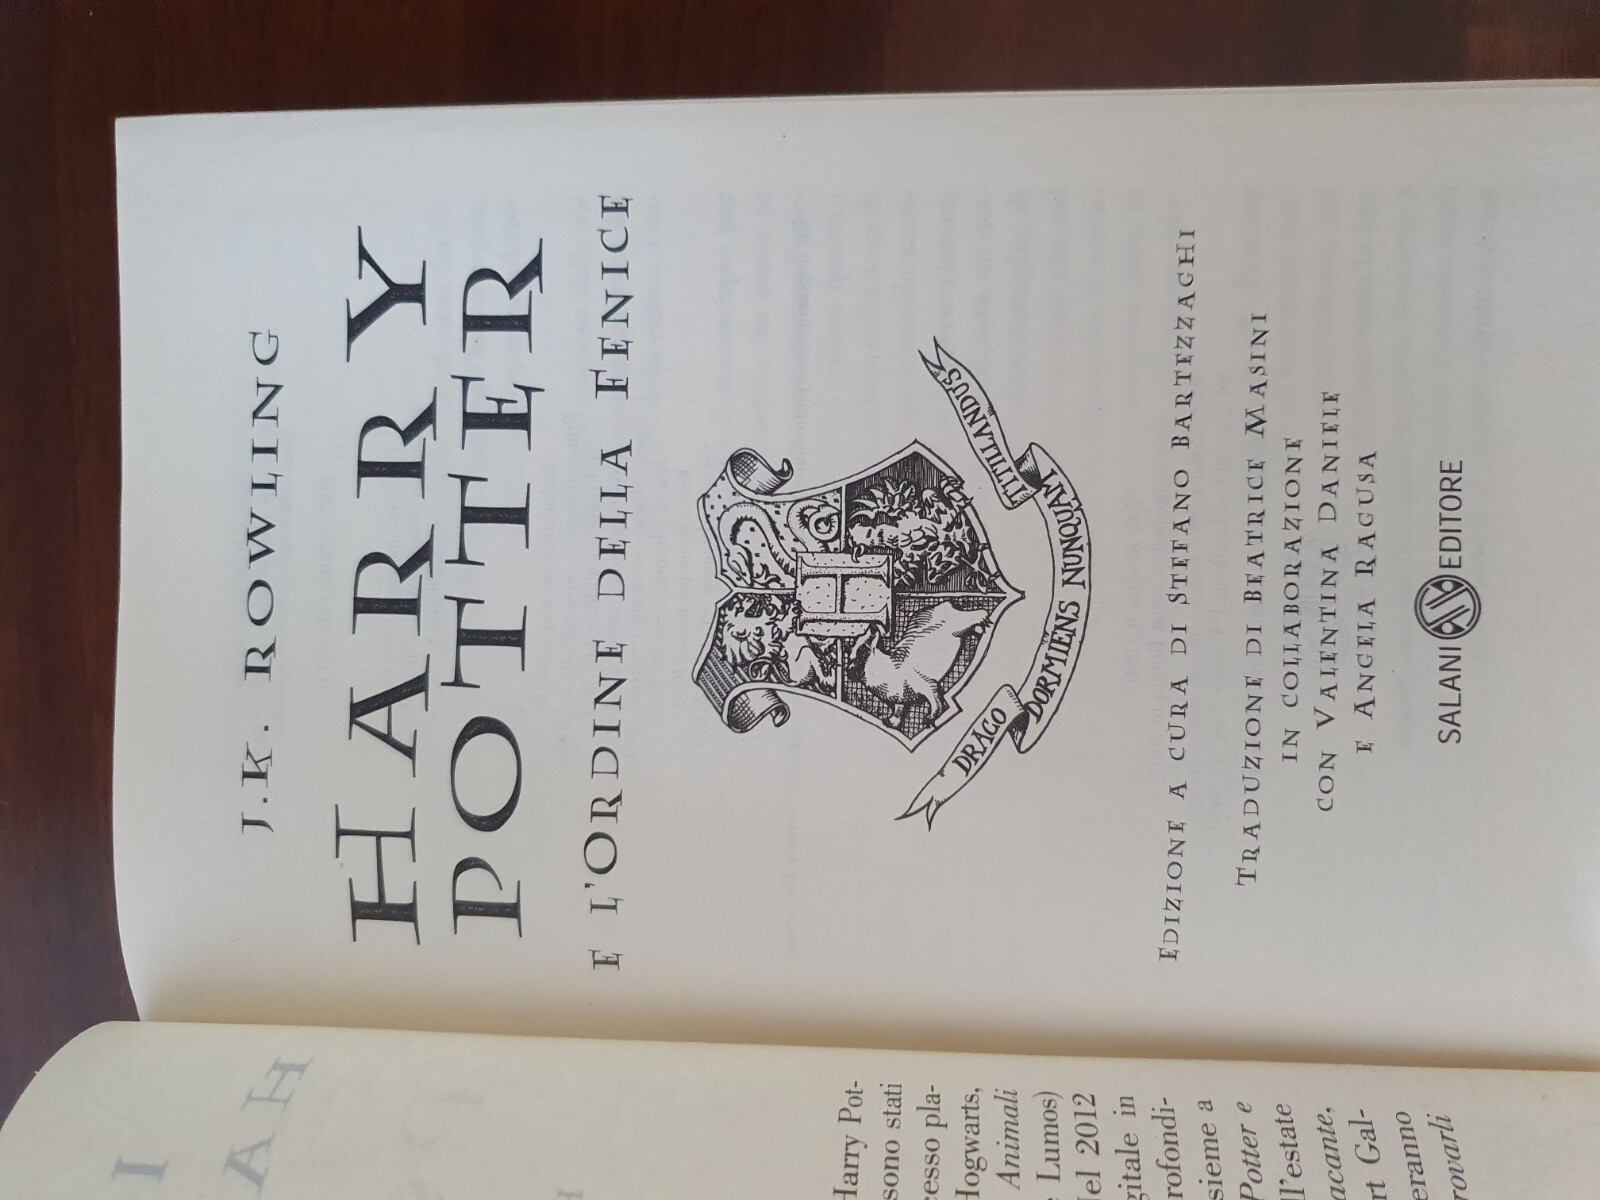 J.K. ROWLING
HARRY
POTTER
E L'ORDINE DELLA FENICE
DRACO DORMIENS NUNQUAM TITILLANDUS
EDIZIONE A CURA DI STEFANO BARTEZZAGHI
TRADUZIONE DI BEATRICE MASINI
IN COLLABORAZIONE
CON VALENTINA DANIELE
E ANGELA RAGUSA
SALANI EDITORE
Harry Pot-
sono stati
cesso pla-
Hogwarts,
Animali
Lumos)
Nel 2012
gitale in
rofondi-
sieme a
Potter e
ll'estate
acante,
rt Gal-
eranno
rovarli